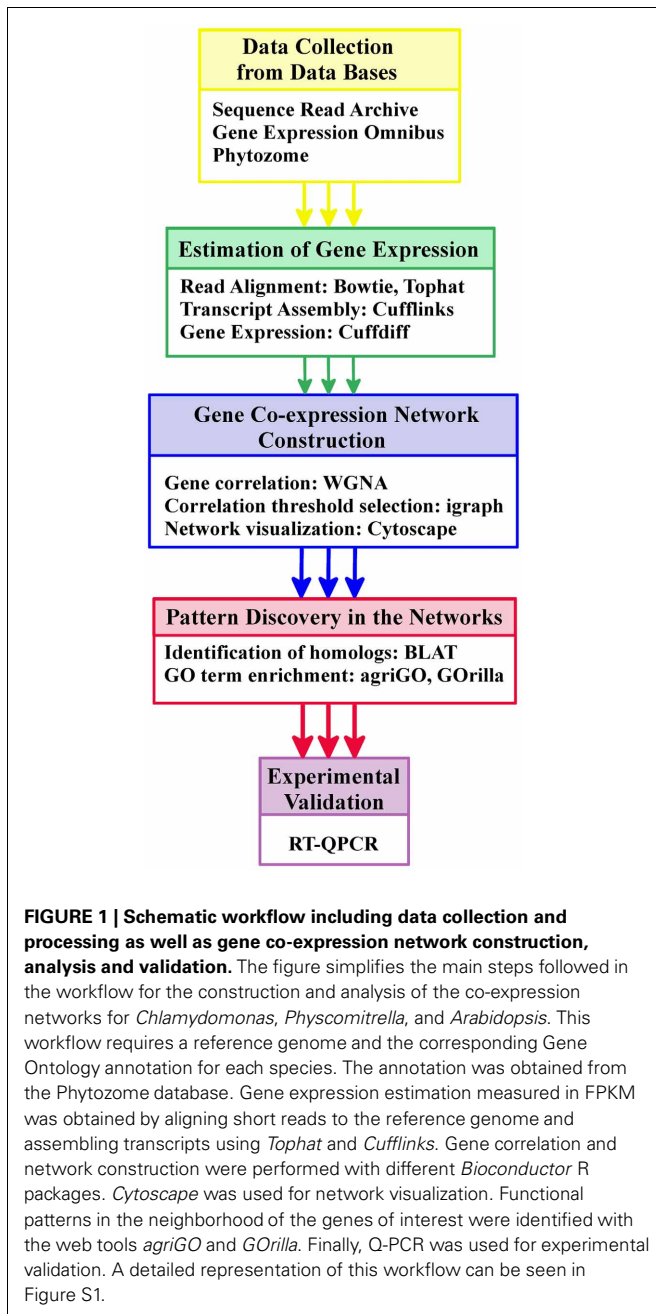 Data Collection
from Data Bases
Sequence Read Archive
Gene Expression Omnibus
Phytozome
Estimation of Gene Expression
Read Alignment: Bowtie, Tophat
Transcript Assembly: Cufflinks
Gene Expression: Cuffdiff
Gene Co-expression Network
Construction
Gene correlation: WGNA
Correlation threshold selection: igraph
Network visualization: Cytoscape
Pattern Discovery in the Networks
Identification of homologs: BLAT
GO term enrichment: agriGO, GOrilla
Experimental
Validation
RT-QPCR
FIGURE 1 | Schematic workflow including data collection and
processing as well as gene co-expression network construction,
analysis and validation. The figure simplifies the main steps followed in
the workflow for the construction and analysis of the co-expression
networks for Chlamydomonas, Physcomitrella, and Arabidopsis. This
workflow requires a reference genome and the corresponding Gene
Ontology annotation for each species. The annotation was obtained from
the Phytozome database. Gene expression estimation measured in FPKM
was obtained by aligning short reads to the reference genome and
assembling transcripts using Tophat and Cufflinks. Gene correlation and
network construction were performed with different Bioconductor R
packages. Cytoscape was used for network visualization. Functional
patterns in the neighborhood of the genes of interest were identified with
the web tools agriGO and GOrilla. Finally, Q-PCR was used for experimental
validation. A detailed representation of this workflow can be seen in
Figure S1.